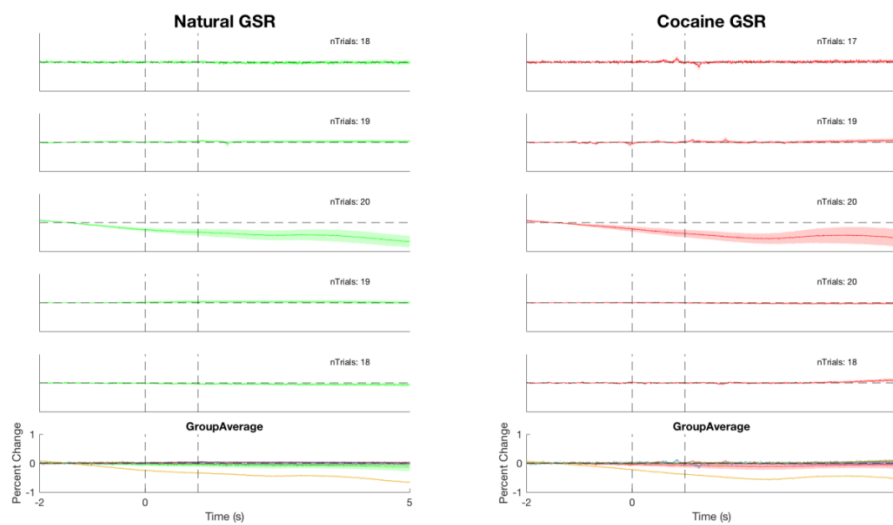 Natural GSR
nTrials: 18
nTrials: 19
nTrials: 20
nTrials: 19
nTrials: 18
GroupAverage
Percent Change
1
0
-1
-2
0
5
Time (s)
Cocaine GSR
nTrials: 17
nTrials: 19
nTrials: 20
nTrials: 20
nTrials: 18
GroupAverage
Percent Change
1
0
-1
-2
0
Time (s)